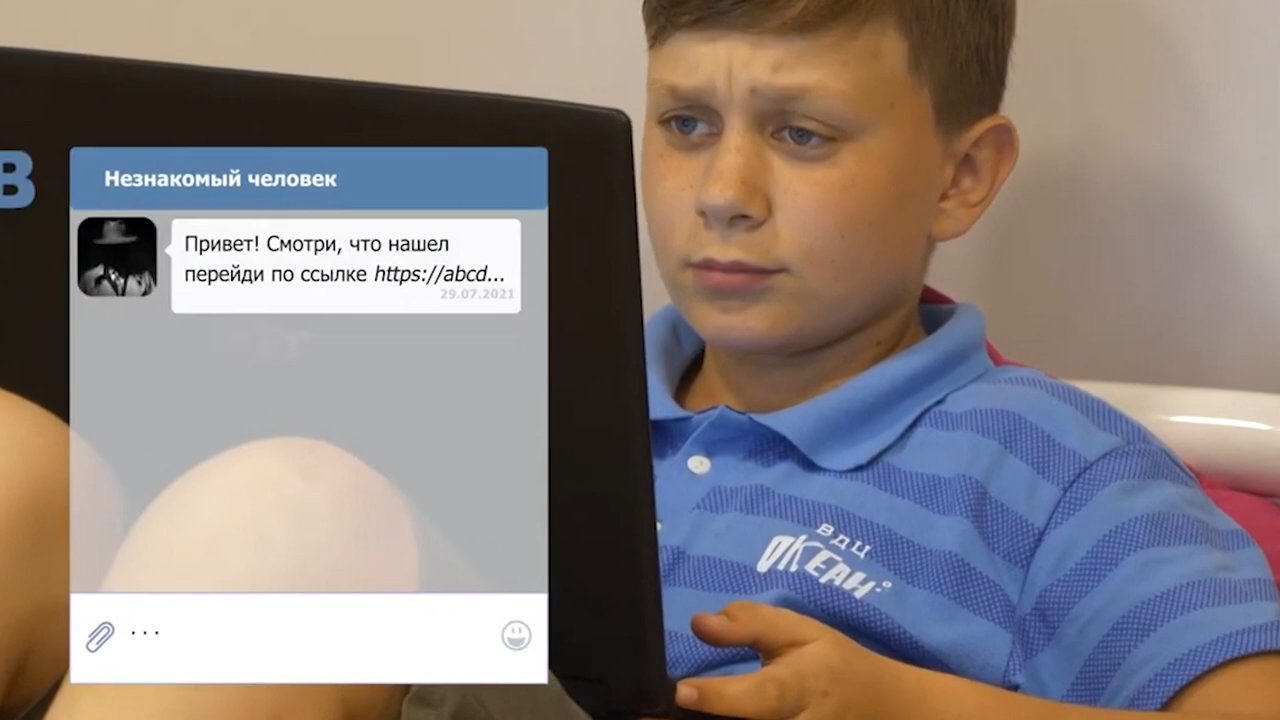 В
Незнакомый человек
Привет! Смотри, что нашел
перейди по ссылке https://abcd...
29.07.2021
...
ВДЦ
ОКЕАН